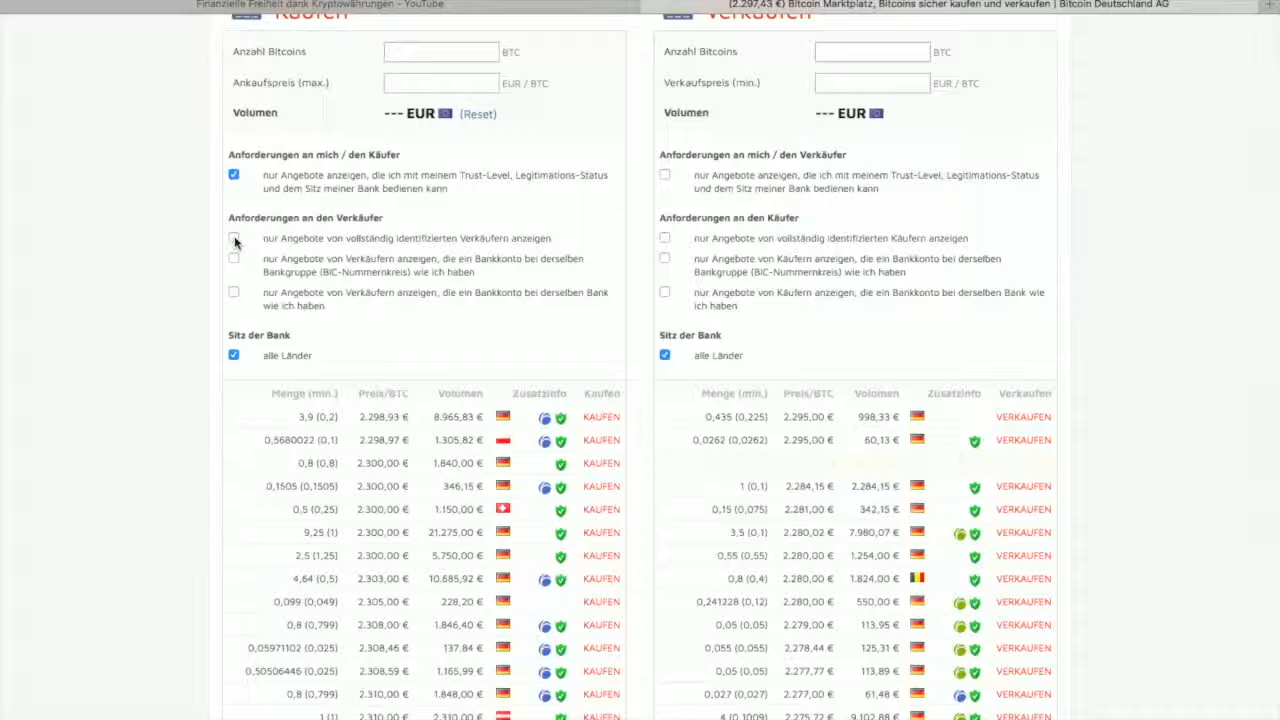 Finanzielle Freiheit dank Kryptowährungen - YouTube
(2.297,43 €) Bitcoin Marktplatz, Bitcoins sicher kaufen und verkaufen | Bitcoin Deutschland AG
Kaufen
Verkaufen
Anzahl Bitcoins BTC
Ankaufspreis (max.) EUR / BTC
Volumen --- EUR (Reset)
Anforderungen an mich / den Käufer
nur Angebote anzeigen, die ich mit meinem Trust-Level, Legitimations-Status
und dem Sitz meiner Bank bedienen kann
Anforderungen an den Verkäufer
nur Angebote von vollständig identifizierten Verkäufern anzeigen
nur Angebote von Verkäufern anzeigen, die ein Bankkonto bei derselben
Bankgruppe (BIC-Nummernkreis) wie ich haben
nur Angebote von Verkäufern anzeigen, die ein Bankkonto bei derselben Bank
wie ich haben
Sitz der Bank
alle Länder
Menge (min.) Preis/BTC Volumen Zusatzinfo Kaufen
3,9 (0,2) 2.298,93 € 8.965,83 € KAUFEN
0,5680022 (0,1) 2.298,97 € 1.305,82 € KAUFEN
0,8 (0,8) 2.300,00 € 1.840,00 € KAUFEN
0,1505 (0,1505) 2.300,00 € 346,15 € KAUFEN
0,5 (0,25) 2.300,00 € 1.150,00 € KAUFEN
9,25 (1) 2.300,00 € 21.275,00 € KAUFEN
2,5 (1,25) 2.300,00 € 5.750,00 € KAUFEN
4,64 (0,5) 2.303,00 € 10.685,92 € KAUFEN
0,099 (0,049) 2.305,00 € 228,20 € KAUFEN
0,8 (0,799) 2.308,00 € 1.846,40 € KAUFEN
0,05971102 (0,025) 2.308,46 € 137,84 € KAUFEN
0,50506446 (0,025) 2.308,59 € 1.165,99 € KAUFEN
0,8 (0,799) 2.310,00 € 1.848,00 € KAUFEN
1 (1) 2.310,00 € 2.310,00 € KAUFEN
Anzahl Bitcoins BTC
Verkaufspreis (min.) EUR / BTC
Volumen --- EUR
Anforderungen an mich / den Verkäufer
nur Angebote anzeigen, die ich mit meinem Trust-Level, Legitimations-Status
und dem Sitz meiner Bank bedienen kann
Anforderungen an den Käufer
nur Angebote von vollständig identifizierten Käufern anzeigen
nur Angebote von Käufern anzeigen, die ein Bankkonto bei derselben
Bankgruppe (BIC-Nummernkreis) wie ich haben
nur Angebote von Käufern anzeigen, die ein Bankkonto bei derselben Bank wie
ich haben
Sitz der Bank
alle Länder
Menge (min.) Preis/BTC Volumen Zusatzinfo Verkaufen
0,435 (0,225) 2.295,00 € 998,33 € VERKAUFEN
0,0262 (0,0262) 2.295,00 € 60,13 € VERKAUFEN
1 (0,1) 2.284,15 € 2.284,15 € VERKAUFEN
0,15 (0,075) 2.281,00 € 342,15 € VERKAUFEN
3,5 (0,1) 2.280,02 € 7.980,07 € VERKAUFEN
0,55 (0,55) 2.280,00 € 1.254,00 € VERKAUFEN
0,8 (0,4) 2.280,00 € 1.824,00 € VERKAUFEN
0,241228 (0,12) 2.280,00 € 550,00 € VERKAUFEN
0,05 (0,05) 2.279,00 € 113,95 € VERKAUFEN
0,055 (0,055) 2.278,44 € 125,31 € VERKAUFEN
0,05 (0,05) 2.277,77 € 113,89 € VERKAUFEN
0,027 (0,027) 2.277,00 € 61,48 € VERKAUFEN
4 (0,1009) 2.275,72 € 9.102,88 € VERKAUFEN